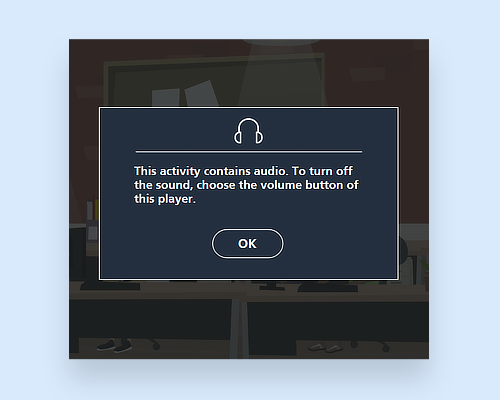 This activity contains audio. To turn off
the sound, choose the volume button of
this player.
OK